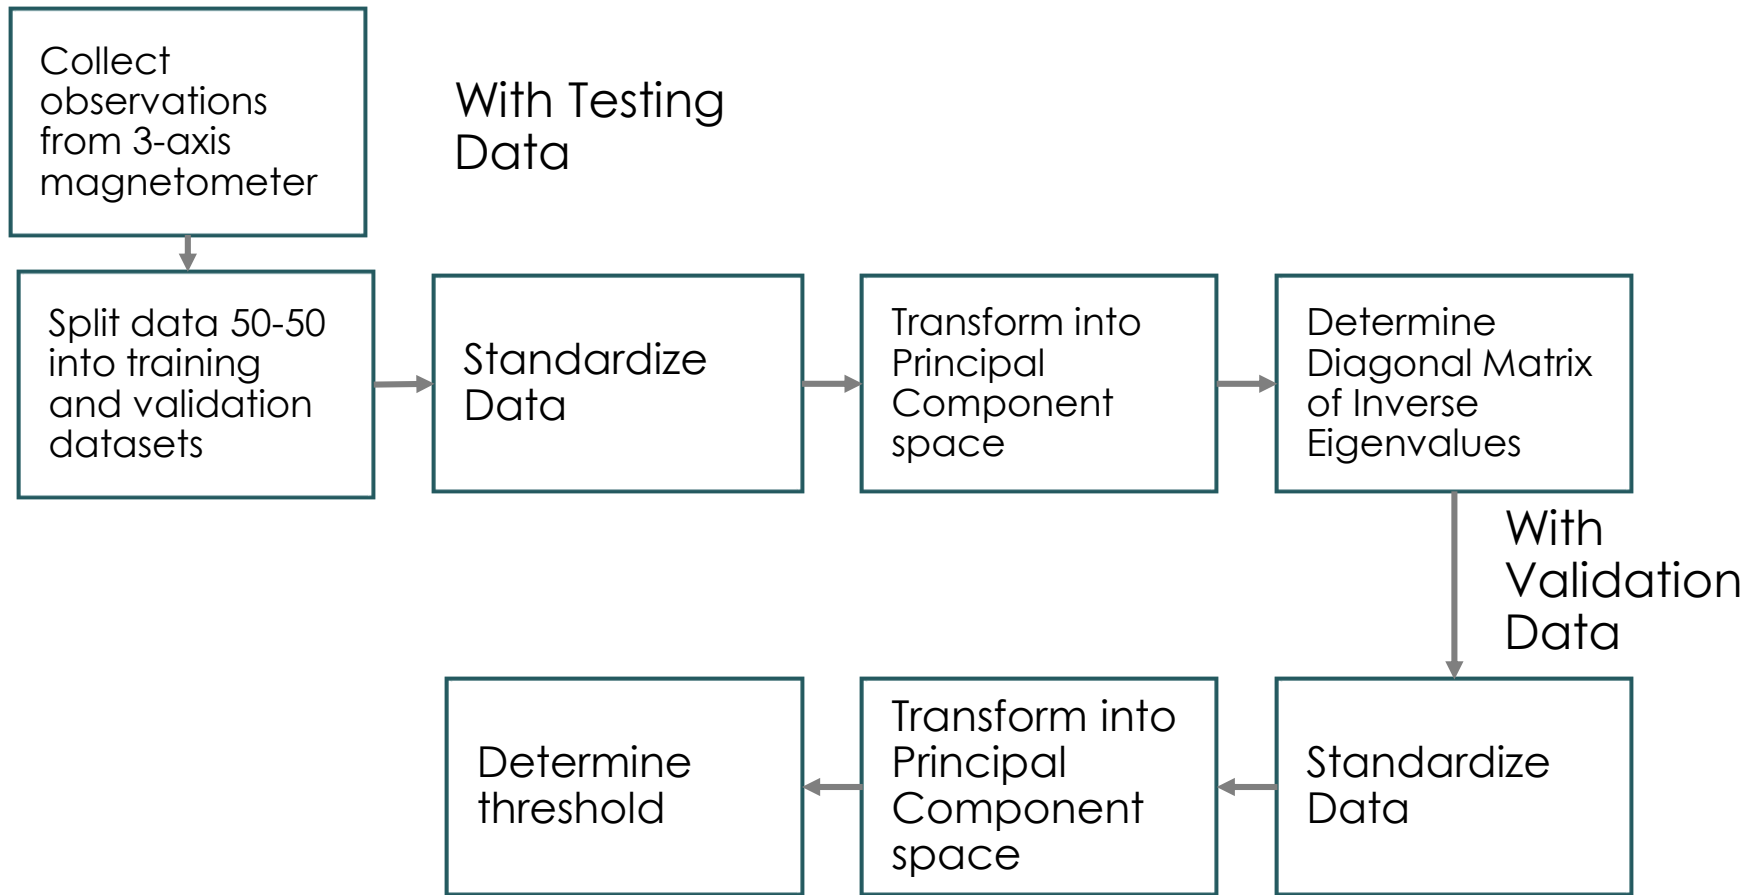 Collect
observations
from 3-axis
magnetometer
With Testing
Data
Split data 50-50
into training
and validation
datasets
Standardize
Data
Transform into
Principal
Component
space
Determine
Diagonal Matrix
of Inverse
Eigenvalues
With
Validation
Data
Standardize
Data
Transform into
Principal
Component
space
Determine
threshold